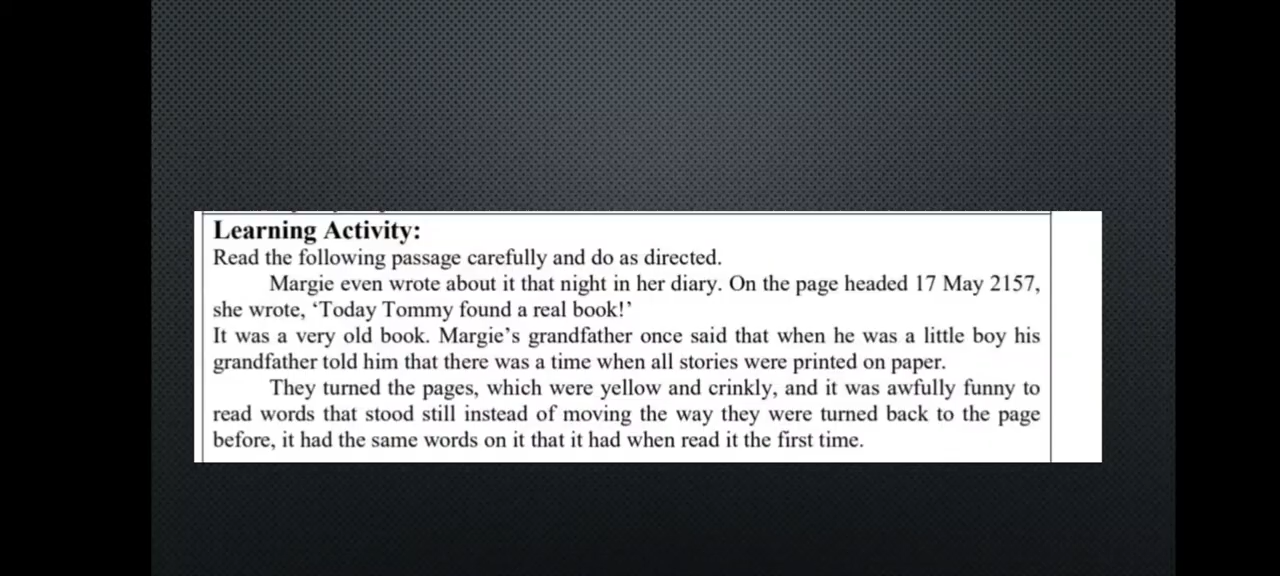 Learning Activity:
Read the following passage carefully and do as directed.
Margie even wrote about it that night in her diary. On the page headed 17 May 2157,
she wrote, ‘Today Tommy found a real book!’
It was a very old book. Margie’s grandfather once said that when he was a little boy his
grandfather told him that there was a time when all stories were printed on paper.
They turned the pages, which were yellow and crinkly, and it was awfully funny to
read words that stood still instead of moving the way they were turned back to the page
before, it had the same words on it that it had when read it the first time.